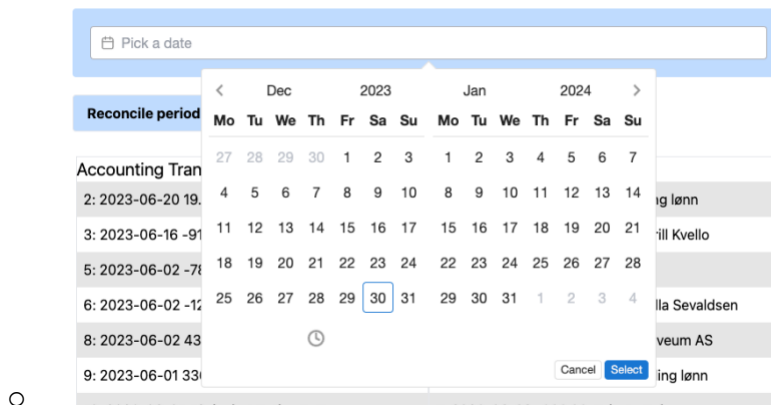 Pick a date
Dec 2023 Jan 2024
Reconcile period
Mo Tu We Th Fr Sa Su Mo Tu We Th Fr Sa Su
27 28 29 30 1 2 3 1 2 3 4 5 6 7
Accounting Tran
2: 2023-06-20 19. 4 5 6 7 8 9 10 8 9 10 11 12 13 14 ng lønn
3: 2023-06-16 -91 11 12 13 14 15 16 17 15 16 17 18 19 20 21 rill Kvello
5: 2023-06-02 -78 18 19 20 21 22 23 24 22 23 24 25 26 27 28
6: 2023-06-02 -12 25 26 27 28 29 30 31 29 30 31 1 2 3 4 lla Sevaldsen
8: 2023-06-02 43 veum AS
9: 2023-06-01 330 Cancel Select ing lønn